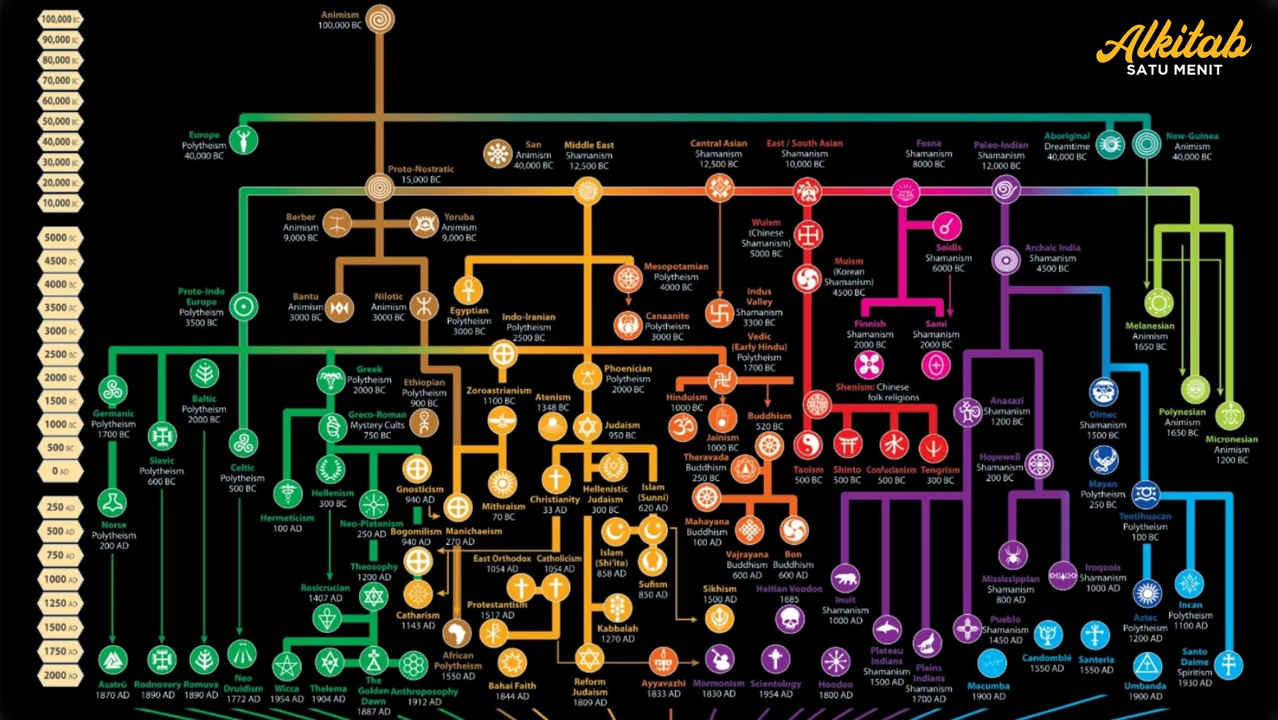 Alkitab
SATU MENIT
100,000 BC
90,000 BC
80,000 BC
70,000 BC
60,000 BC
50,000 BC
40,000 BC
30,000 BC
20,000 BC
10,000 BC
5000 BC
4500 BC
4000 BC
3500 BC
3000 BC
2500 BC
2000 BC
1500 BC
1000 BC
500 BC
0 AD
250 AD
500 AD
750 AD
1000 AD
1250 AD
1500 AD
1750 AD
2000 AD
Animism
100,000 BC
Europe
Polytheism
40,000 BC
San
Animism
40,000 BC
Middle East
Shamanism
12,500 BC
Central Asian
Shamanism
12,500 BC
East / South Asian
Shamanism
10,000 BC
Fosna
Shamanism
8000 BC
Paleo-Indian
Shamanism
12,000 BC
Aboriginal
Dreamtime
40,000 BC
New-Guinea
Animism
40,000 BC
Proto-Nostratic
15,000 BC
Berber
Animism
9,000 BC
Yoruba
Animism
9,000 BC
Wuism
(Chinese
Shamanism)
5000 BC
Seidis
Shamanism
6000 BC
Archaic India
Shamanism
4500 BC
Muism
(Korean
Shamanism)
4500 BC
Mesopotamian
Polytheism
4000 BC
Proto-Indo
Europe
Polytheism
3500 BC
Bantu
Animism
3000 BC
Nilotic
Animism
3000 BC
Egyptian
Polytheism
3000 BC
Indo-Iranian
Polytheism
2500 BC
Canaanite
Polytheism
3000 BC
Indus
Valley
Shamanism
3300 BC
Vedic
(Early Hindu)
Polytheism
1700 BC
Finnish
Shamanism
2000 BC
Sami
Shamanism
2000 BC
Melanesian
Animism
1650 BC
Germanic
Polytheism
1700 BC
Slavic
Polytheism
600 BC
Baltic
Polytheism
2000 BC
Celtic
Polytheism
500 BC
Greek
Polytheism
2000 BC
Greco-Roman
Mystery Cults
750 BC
Ethiopian
Polytheism
900 BC
Zoroastrianism
1100 BC
Atenism
1348 BC
Phoenician
Polytheism
2000 BC
Judaism
950 BC
Hinduism
1000 BC
Jainism
1000 BC
Buddhism
520 BC
Shenism: Chinese
folk religions
Anasazi
Shamanism
1200 BC
Olmec
Shamanism
1500 BC
Polynesian
Animism
1650 BC
Micronesian
Animism
1200 BC
Theravada
Buddhism
250 BC
Taoism
500 BC
Shinto
500 BC
Confucianism
500 BC
Tengrism
300 BC
Hopewell
Shamanism
200 BC
Mayan
Polytheism
250 BC
Teotihuacan
Polytheism
100 BC
Norse
Polytheism
200 AD
Hermeticism
100 AD
Hellenism
300 BC
Neo-Platonism
250 AD
Gnosticism
940 AD
Bogomilism
940 AD
Manichaeism
270 AD
Mithraism
70 BC
Christianity
33 AD
Hellenistic
Judaism
300 BC
Islam
(Sunni)
620 AD
Mahayana
Buddhism
100 AD
Vajrayana
Buddhism
600 AD
Bon
Buddhism
600 AD
East Orthodox
1054 AD
Catholicism
1054 AD
Islam
(Shi'ite)
858 AD
Sufism
850 AD
Theosophy
1200 AD
Rosicrucian
1407 AD
Catharism
1143 AD
Protestantism
1517 AD
Kabbalah
1270 AD
Sikhism
1500 AD
Haitian Voodoo
1685
Inuit
Shamanism
1000 AD
Mississippian
Shamanism
800 AD
Iroquois
Shamanism
1000 AD
Aztec
Polytheism
1200 AD
Incan
Polytheism
1100 AD
Asatrú
1870 AD
Rodnovery
1890 AD
Romuva
1890 AD
Neo
Druidism
1772 AD
Wicca
1954 AD
Thelema
1904 AD
The
Golden
Dawn
1887 AD
Anthroposophy
1912 AD
African
Polytheism
1550 AD
Bahai Faith
1844 AD
Reform
Judaism
1809 AD
Ayyavazhi
1833 AD
Mormonism
1830 AD
Scientology
1954 AD
Hoodoo
1800 AD
Plateau
Indians
Shamanism
1500 AD
Plains
Indians
Shamanism
1700 AD
Pueblo
Shamanism
1450 AD
Macumba
1900 AD
Candomblé
1550 AD
Santeria
1550 AD
Umbanda
1900 AD
Santo
Daime
Spiritism
1930 AD